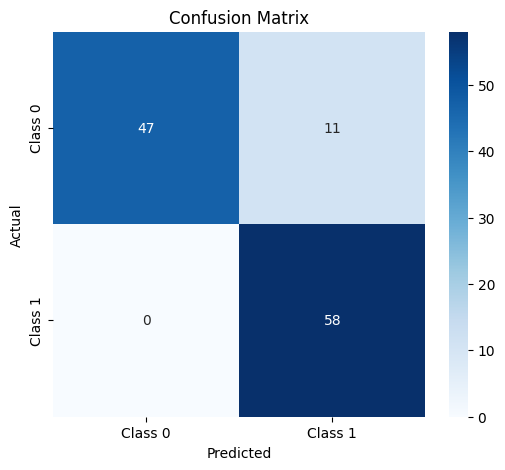 Confusion Matrix
Actual
Class 0
Class 1
47
11
0
58
Class 0
Class 1
Predicted
50
40
30
20
10
0